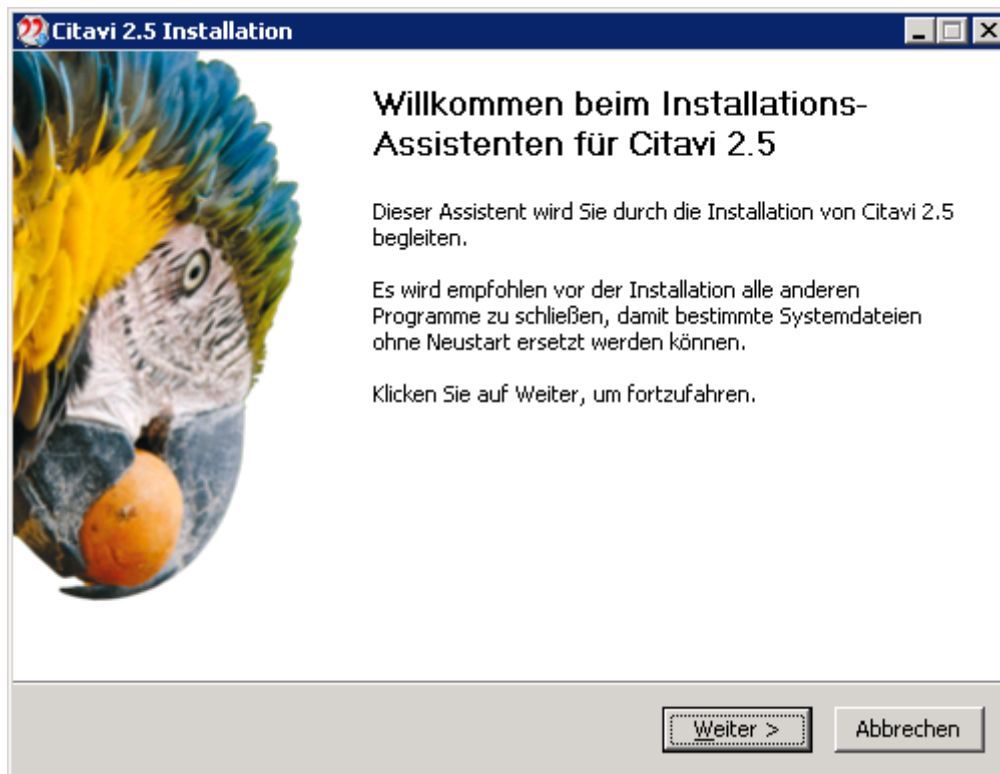 Citavi 2.5 Installation
Willkommen beim Installations-
Assistenten für Citavi 2.5
Dieser Assistent wird Sie durch die Installation von Citavi 2.5
begleiten.
Es wird empfohlen vor der Installation alle anderen
Programme zu schließen, damit bestimmte Systemdateien
ohne Neustart ersetzt werden können.
Klicken Sie auf Weiter, um fortzufahren.
Weiter > Abbrechen